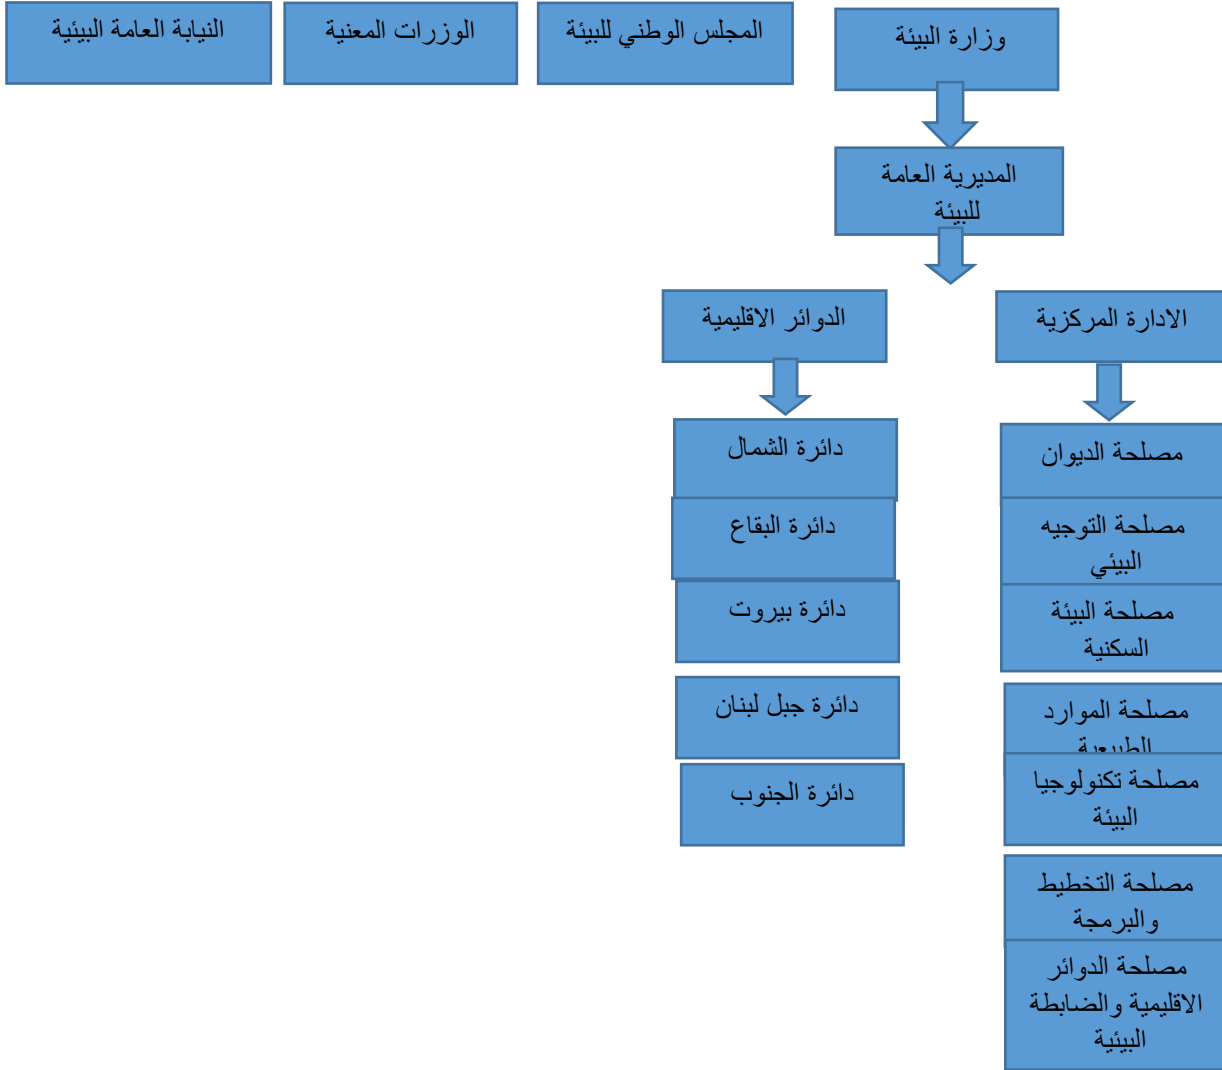 وزارة البيئة
المجلس الوطني للبيئة
الوزرات المعنية
النيابة العامة البيئية
المديرية العامة
للبيئة
الادارة المركزية
الدوائر الاقليمية
مصلحة الديوان
مصلحة التوجيه
البيئي
مصلحة البيئة
السكنية
مصلحة الموارد
الطبيعية
مصلحة تكنولوجيا
البيئة
مصلحة التخطيط
والبرمجة
مصلحة الدوائر
الاقليمية والضابطة
البيئية
دائرة الشمال
دائرة البقاع
دائرة بيروت
دائرة جبل لبنان
دائرة الجنوب